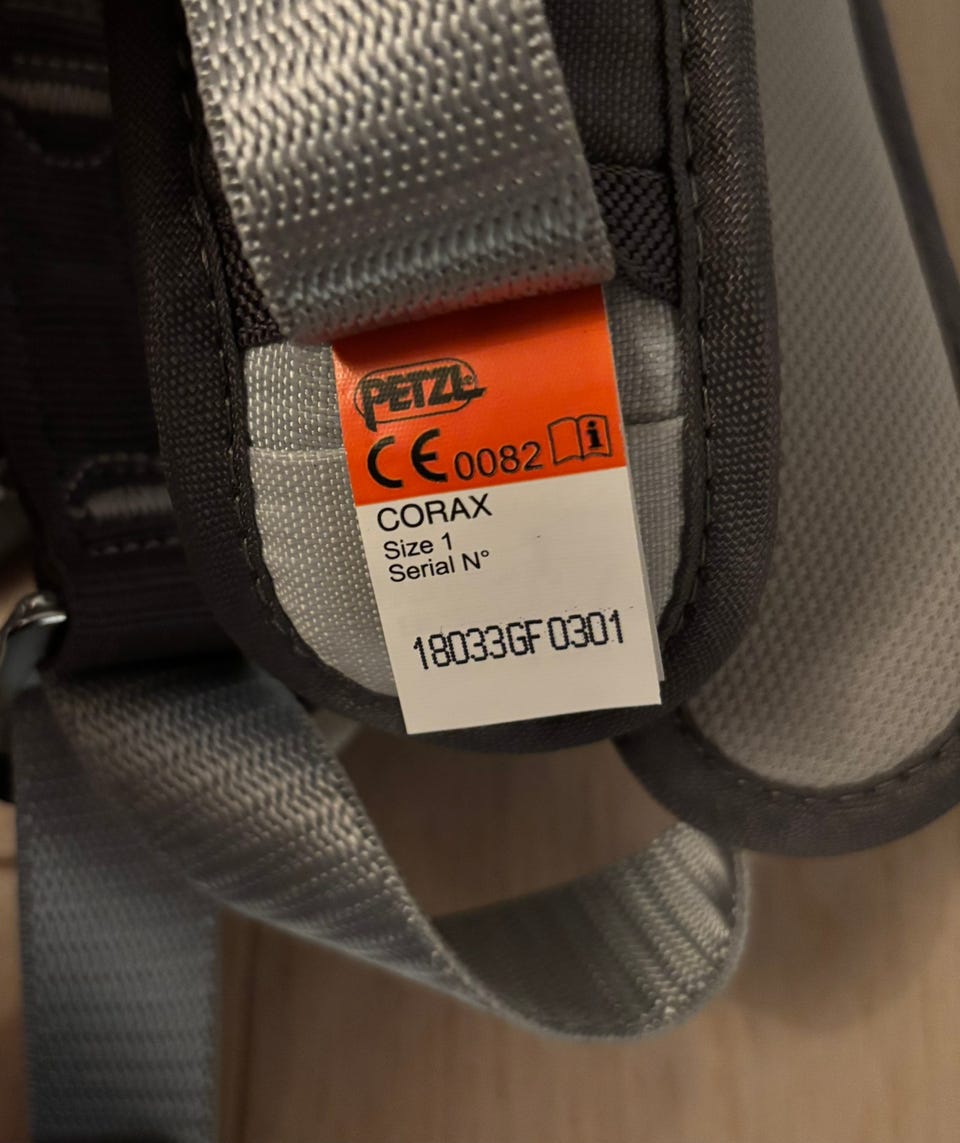 PETZL®
CE 0082 i
CORAX
Size 1
Serial N°
18033GF0301